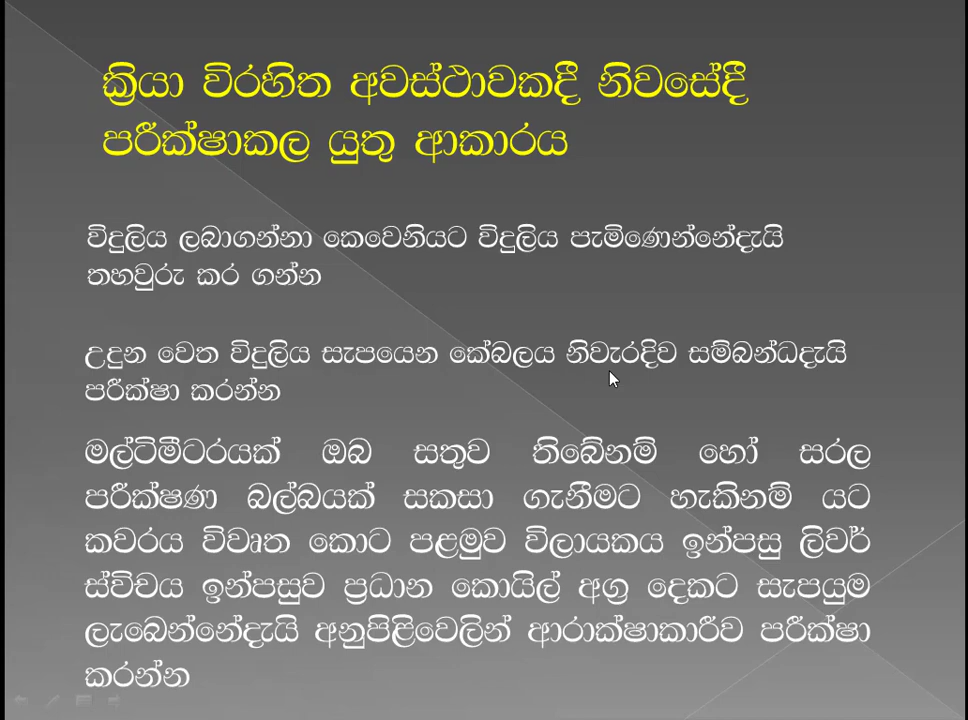 ක්‍රියා විරහිත අවස්ථාවකදී නිවසේදී
පරීක්ෂාකල යුතු ආකාරය
විදුලිය ලබාගන්නා කෙවෙනියට විදුලිය පැමිණෙන්නේදැයි
තහවුරු කර ගන්න
උදුන වෙත විදුලිය සැපයෙන කේබලය නිවැරදිව සම්බන්ධදැයි
පරීක්ෂා කරන්න
මල්ටිමීටරයක් ඔබ සතුව තිබේනම් හෝ සරල
පරීක්ෂණ බල්බයක් සකසා ගැනීමට හැකිනම් යට
කවරය විවෘත කොට පළමුව විලායකය ඉන්පසු ලිවර්
ස්විචය ඉන්පසුව ප්‍රධාන කොයිල් අග්‍ර දෙකට සැපයුම
ලැබෙන්නේදැයි අනුපිළිවෙලින් ආරාක්ෂාකාරීව පරීක්ෂා
කරන්න